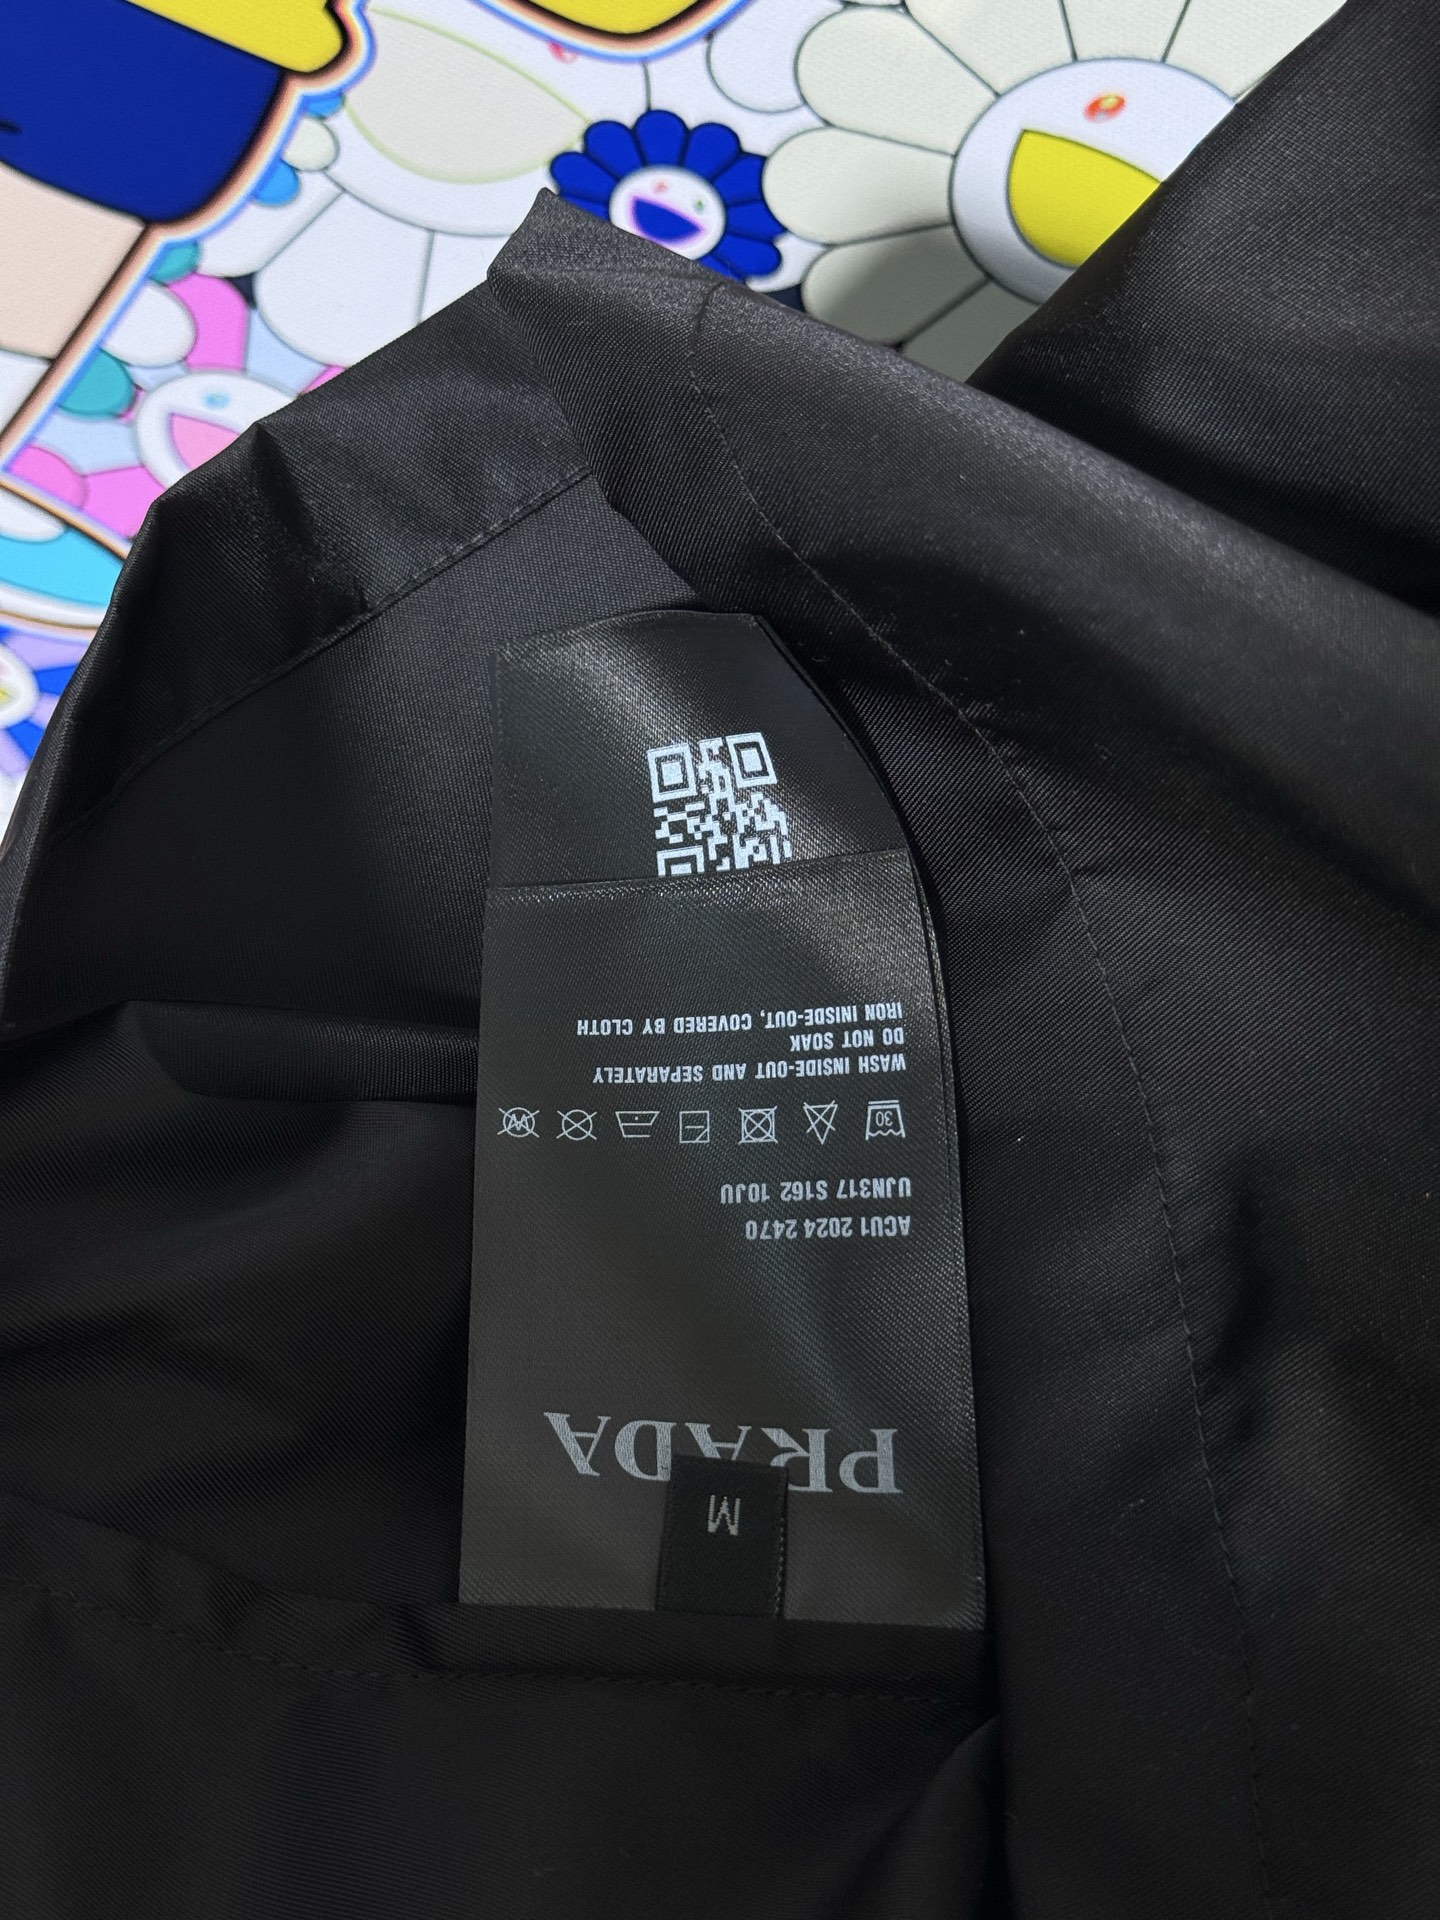 M
PRADA
ACU1 2024 2470
UJN317 S162 10JU
30
WASH INSIDE-OUT AND SEPARATELY
DO NOT SOAK
IRON INISDE-OUT, COVERED BY CLOTH